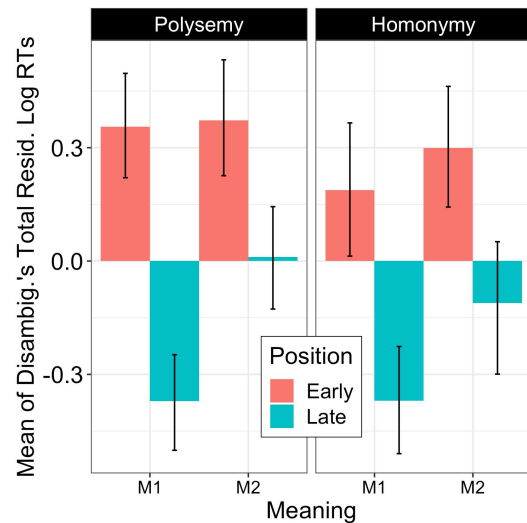 Polysemy
Homonymy
Mean of Disambig.'s Total Resid. Log RTs
0.3
0.0
-0.3
Position
Early
Late
M1
M2
M1
M2
Meaning